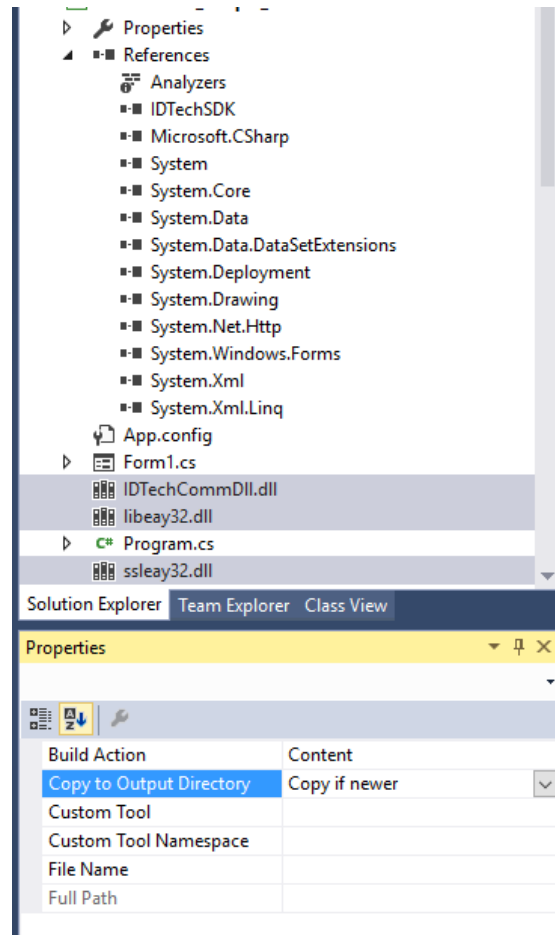 Properties
References
Analyzers
IDTechSDK
Microsoft.CSharp
System
System.Core
System.Data
System.Data.DataSetExtensions
System.Deployment
System.Drawing
System.Net.Http
System.Windows.Forms
System.Xml
System.Xml.Linq
App.config
Form1.cs
IDTechCommDll.dll
libeay32.dll
C# Program.cs
ssleay32.dll
Solution Explorer Team Explorer Class View
Properties
Build Action Content
Copy to Output Directory Copy if newer
Custom Tool
Custom Tool Namespace
File Name
Full Path